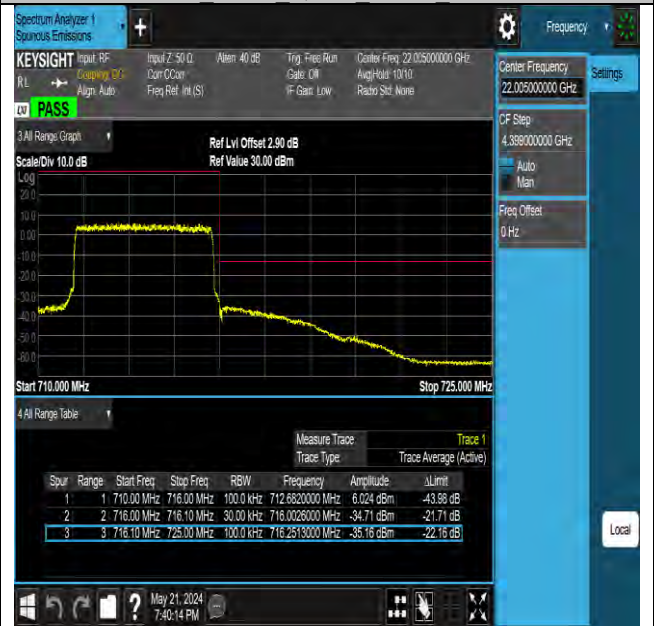 Spectrum Analyzer 1
Spurious Emissions
Frequency
KEYSIGHT Input: RF Input Z: 50 Ω Atten: 40 dB Trig: Free Run Center Freq: 22.005000000 GHz
RL Coupling: DC Corr CCorr Gate: Off Avg|Hold: 10/10
Align: Auto Freq Ref: Int (S) IF Gain: Low Radio Std: None
LXI PASS
Center Frequency
22.005000000 GHz
Settings
CF Step
4.399000000 GHz
Auto
Man
Freq Offset
0 Hz
3 All Range Graph
Ref Lvl Offset 2.90 dB
Scale/Div 10.0 dB Ref Value 30.00 dBm
Log
20.0
10.0
0.00
-10.0
-20.0
-30.0
-40.0
-50.0
-60.0
Start 710.000 MHz Stop 725.000 MHz
4 All Range Table
Measure Trace Trace 1
Trace Type Trace Average (Active)
Spur Range Start Freq Stop Freq RBW Frequency Amplitude ΔLimit
1 1 710.00 MHz 716.00 MHz 100.0 kHz 712.6820000 MHz 6.024 dBm -43.98 dB
2 2 716.00 MHz 716.10 MHz 30.00 kHz 716.0026000 MHz -34.71 dBm -21.71 dB
3 3 716.10 MHz 725.00 MHz 100.0 kHz 716.2513000 MHz -35.16 dBm -22.16 dB
Local
? May 21, 2024
7:40:14 PM